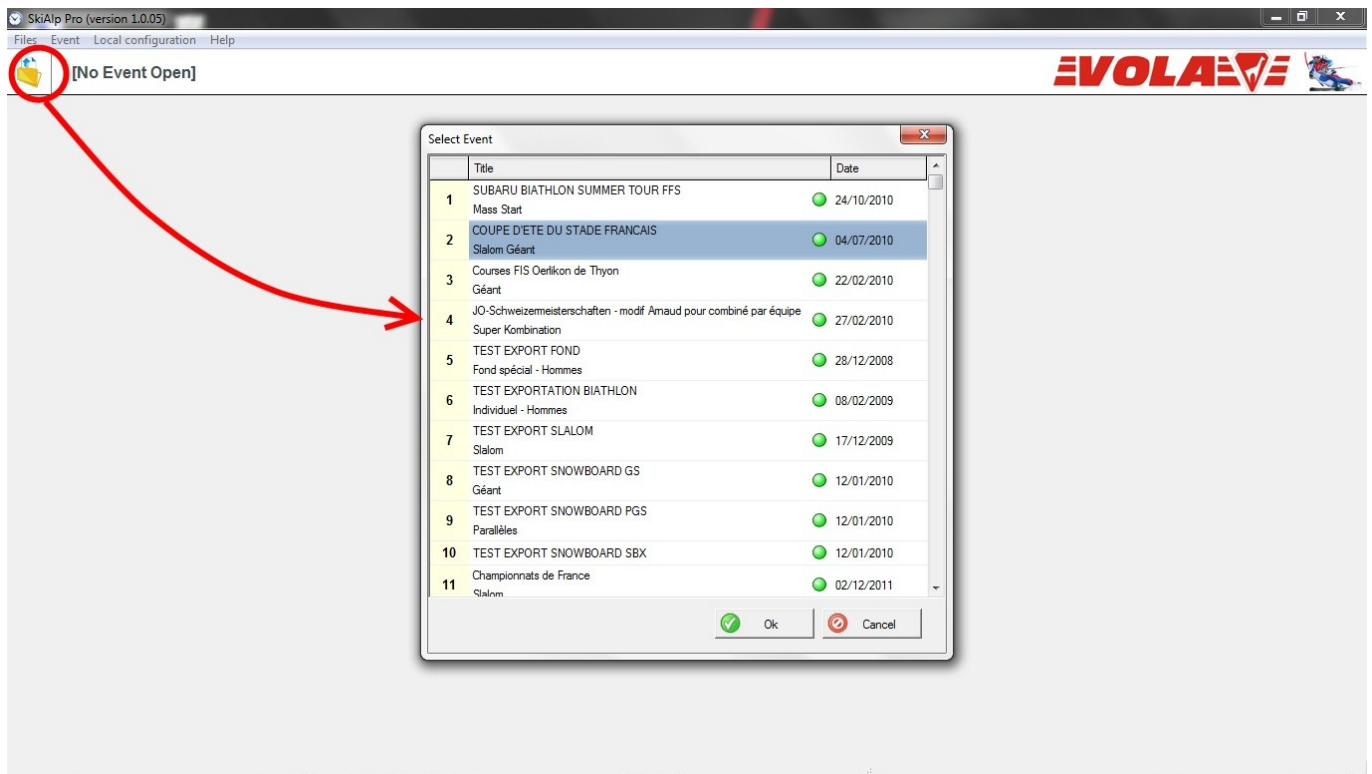 SkiAlp Pro (version 1.0.05)
Files Event Local configuration Help
[No Event Open]
VOLA
Select Event
Title Date
1 SUBARU BIATHLON SUMMER TOUR FFS 24/10/2010
Mass Start
2 COUPE D'ETE DU STADE FRANCAIS 04/07/2010
Slalom Géant
3 Courses FIS Oerlikon de Thyon 22/02/2010
Géant
4 JO-Schweizermeisterschaften - modif Arnaud pour combiné par équipe 27/02/2010
Super Kombination
5 TEST EXPORT FOND 28/12/2008
Fond spécial - Hommes
6 TEST EXPORTATION BIATHLON 08/02/2009
Individuel - Hommes
7 TEST EXPORT SLALOM 17/12/2009
Slalom
8 TEST EXPORT SNOWBOARD GS 12/01/2010
Géant
9 TEST EXPORT SNOWBOARD PGS 12/01/2010
Parallèles
10 TEST EXPORT SNOWBOARD SBX 12/01/2010
11 Championnats de France 02/12/2011
Slalom
Ok Cancel